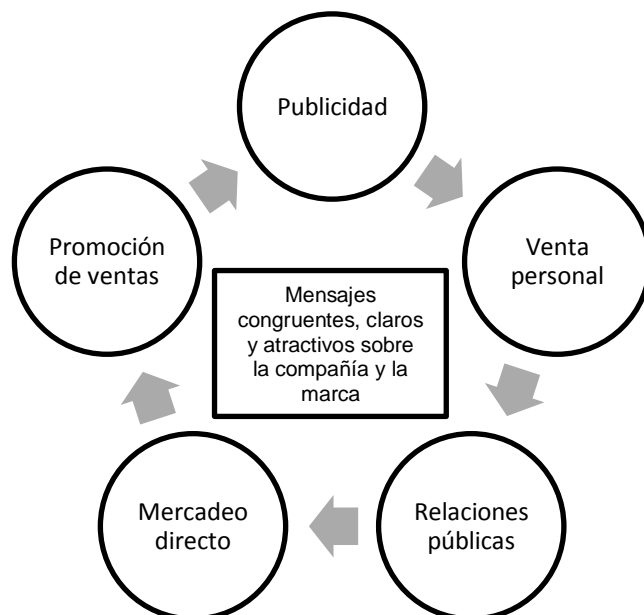 Publicidad
Promoción
de ventas
Venta
personal
Mensajes
congruentes, claros
y atractivos sobre
la compañía y la
marca
Mercadeo
directo
Relaciones
públicas